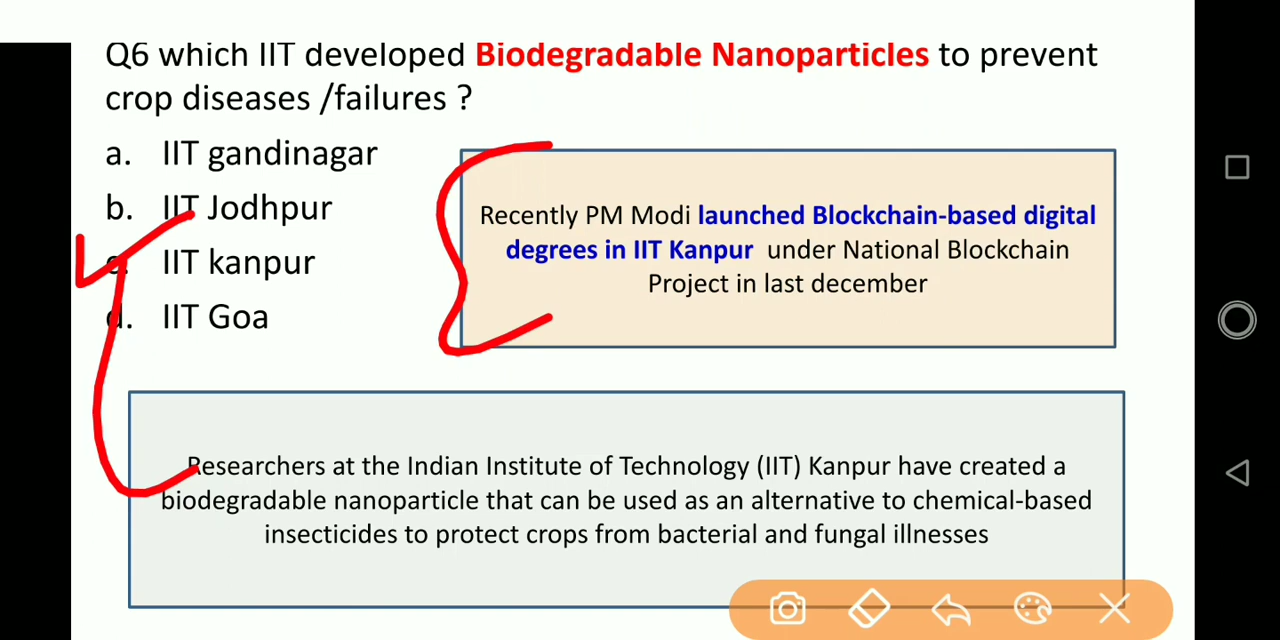 Q6 which IIT developed Biodegradable Nanoparticles to prevent
crop diseases /failures ?
a. IIT gandinagar
b. IIT Jodhpur
c. IIT kanpur
d. IIT Goa
Recently PM Modi launched Blockchain-based digital
degrees in IIT Kanpur under National Blockchain
Project in last december
Researchers at the Indian Institute of Technology (IIT) Kanpur have created a
biodegradable nanoparticle that can be used as an alternative to chemical-based
insecticides to protect crops from bacterial and fungal illnesses